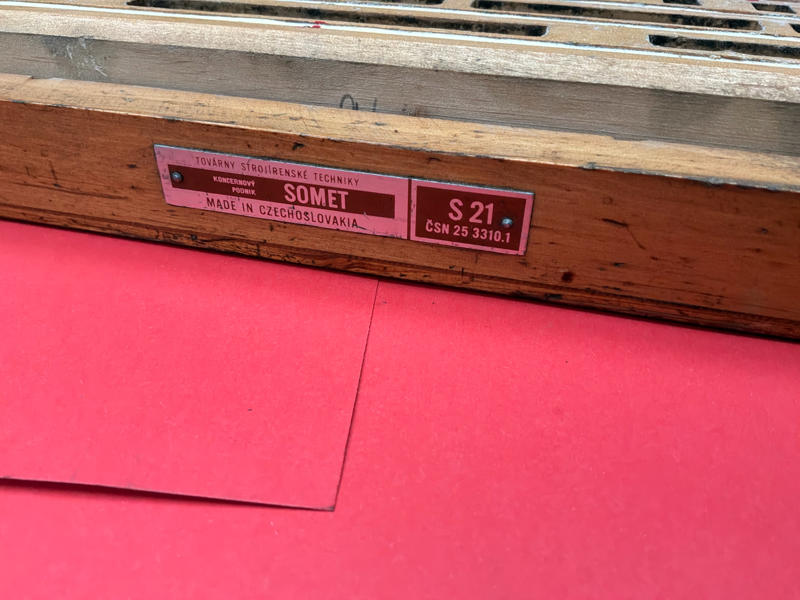 TOVÁRNY STROJÍRENSKÉ TECHNIKY
KONCERNOVÝ
PODNIK
SOMET
MADE IN CZECHOSLOVAKIA
S 21
ČSN 25 3310.1